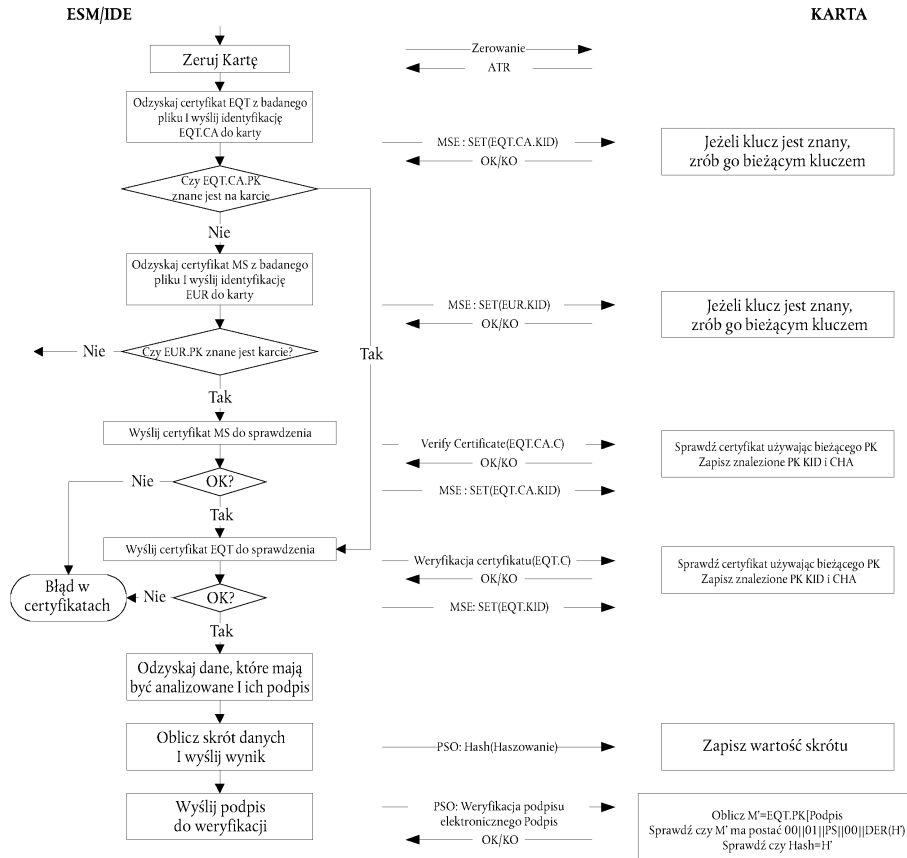 ESM/IDE
KARTA
Zeruj Kartę
Zerowanie
ATR
Odzyskaj certyfikat EQT z badanego
pliku I wyślij identyfikację
EQT.CA do karty
MSE : SET(EQT.CA.KID)
OK/KO
Jeżeli klucz jest znany,
zrób go bieżącym kluczem
Czy EQT.CA.PK
znane jest na karcie
Nie
Odzyskaj certyfikat MS z badanego
pliku I wyślij identyfikację
EUR do karty
MSE : SET(EUR.KID)
OK/KO
Jeżeli klucz jest znany,
zrób go bieżącym kluczem
Nie
Czy EUR.PK znane jest karcie?
Tak
Tak
Wyślij certyfikat MS do sprawdzenia
Verify Certificate(EQT.CA.C)
OK/KO
Sprawdź certyfikat używając bieżącego PK
Zapisz znalezione PK KID i CHA
Nie
OK?
MSE : SET(EQT.CA.KID)
Tak
Wyślij certyfikat EQT do sprawdzenia
Weryfikacja certyfikatu(EQT.C)
OK/KO
Sprawdź certyfikat używając bieżącego PK
Zapisz znalezione PK KID i CHA
Błąd w
certyfikatach
Nie
OK?
MSE: SET(EQT.KID)
Tak
Odzyskaj dane, które mają
być analizowane I ich podpis
Oblicz skrót danych
I wyślij wynik
PSO: Hash(Haszowanie)
Zapisz wartość skrótu
Wyślij podpis
do weryfikacji
PSO: Weryfikacja podpisu
elektronicznego Podpis
OK/KO
Oblicz M'=EQT.PK[Podpis
Sprawdź czy M' ma postać 00||01||PS||00||DER(H')
Sprawdź czy Hash=H'